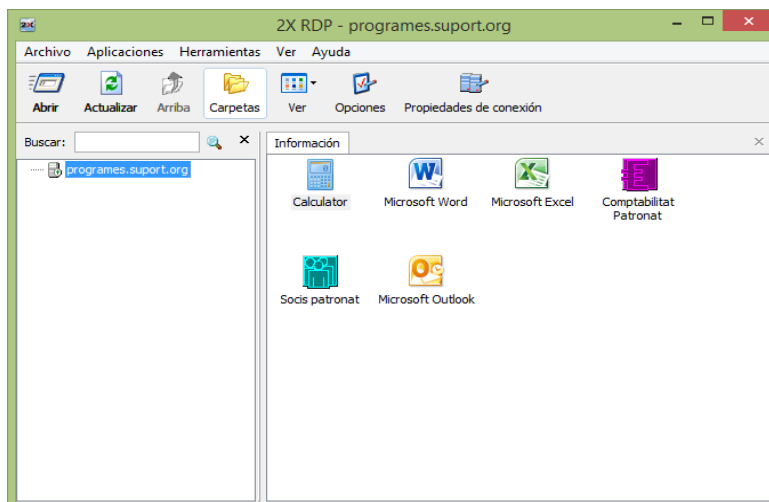 2X
2X RDP - programes.suport.org
Archivo Aplicaciones Herramientas Ver Ayuda
Abrir Actualizar Arriba Carpetas Ver Opciones Propiedades de conexión
Buscar:
Información
programes.suport.org
Calculator Microsoft Word Microsoft Excel Comptabilitat
Patronat
Socis patronat Microsoft Outlook